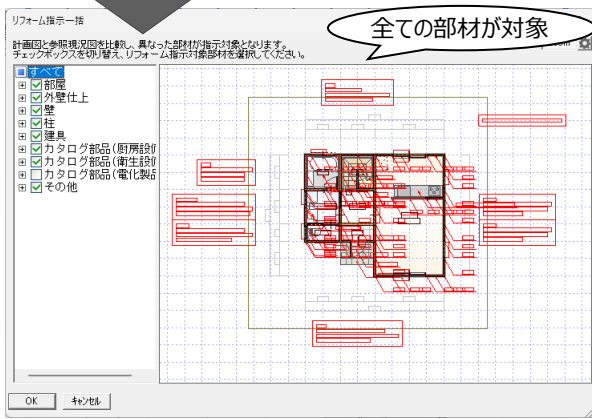 リフォーム指示一括
全ての部材が対象
計画図と参照現況図を比較し、異なった部材が指示対象となります。
チェックボックスを切り替え、リフォーム指示対象部材を選択してください。
すべて
部屋
外壁仕上
壁
柱
建具
カタログ部品(厨房設
カタログ部品(衛生設
カタログ部品(電化製品
その他
OK
キャンセル